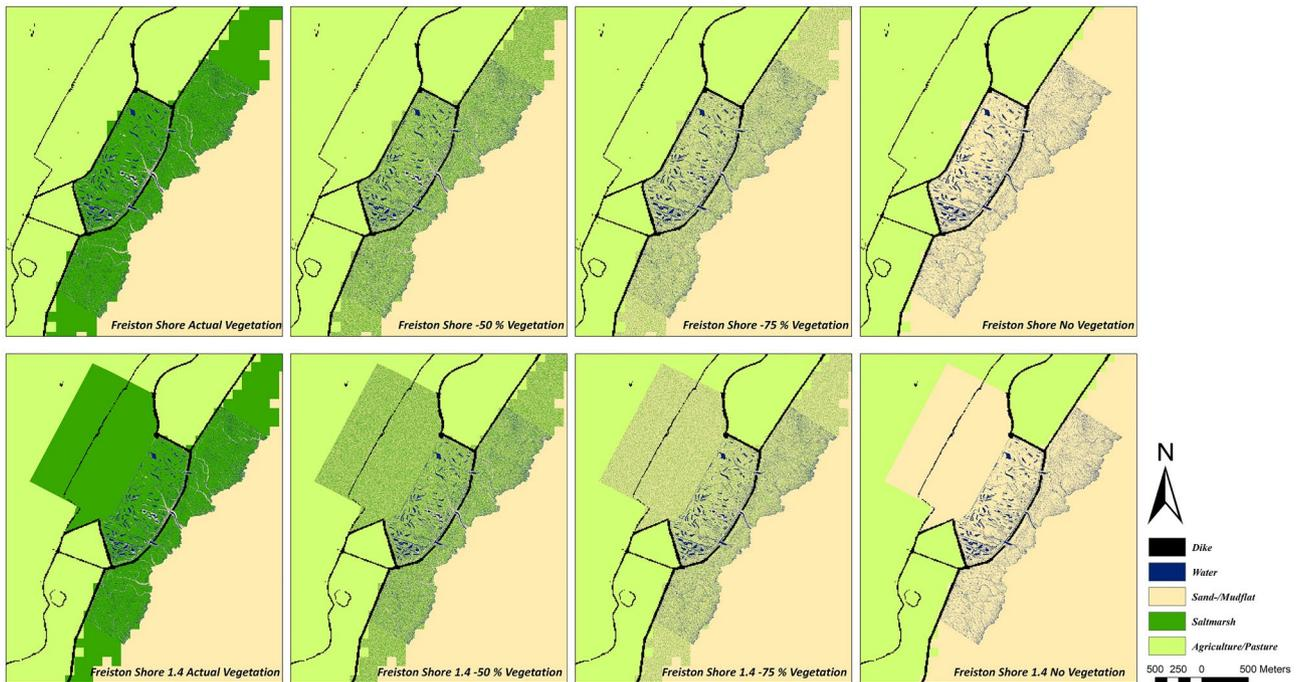 Freiston Shore Actual Vegetation
Freiston Shore -50 % Vegetation
Freiston Shore -75 % Vegetation
Freiston Shore No Vegetation
Freiston Shore 1.4 Actual Vegetation
Freiston Shore 1.4 -50 % Vegetation
Freiston Shore 1.4 -75 % Vegetation
Freiston Shore 1.4 No Vegetation
N
Dike
Water
Sand-/Mudflat
Saltmarsh
Agriculture/Pasture
500 250 0 500 Meters